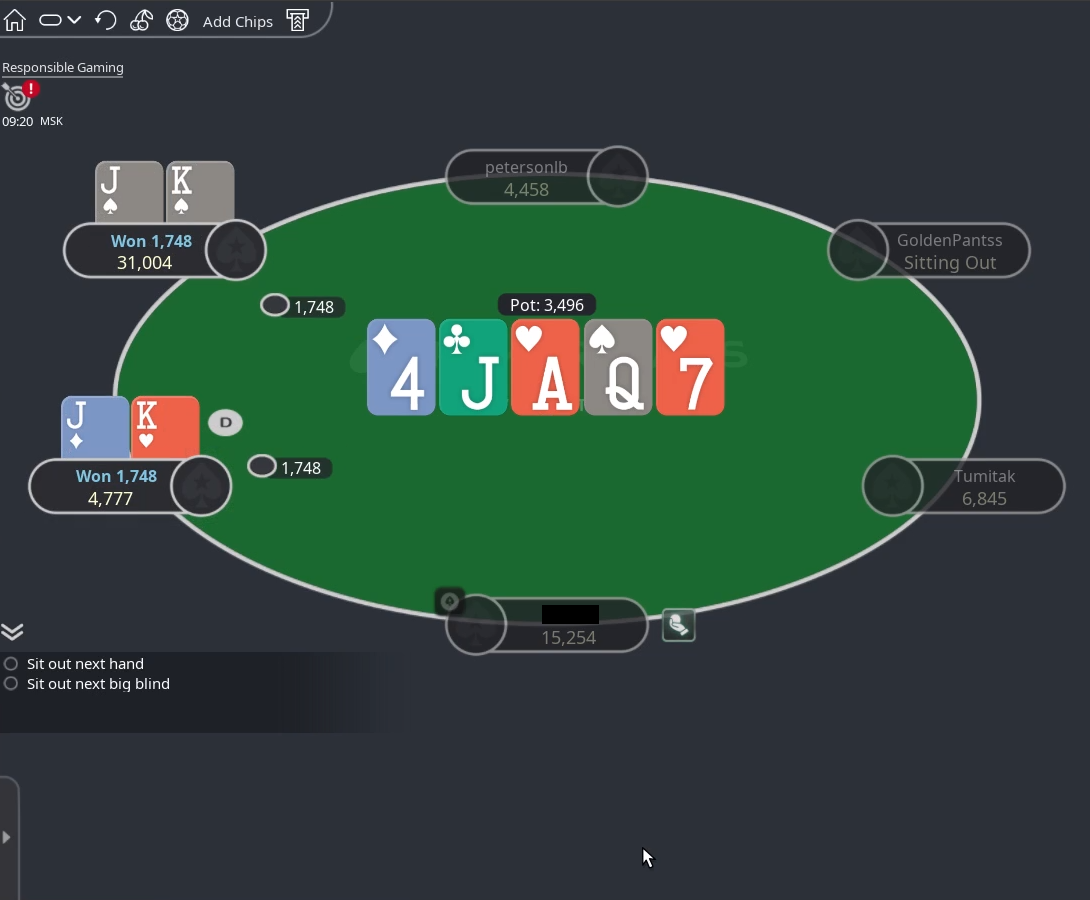 Add Chips
Responsible Gaming
!
09:20 MSK
petersonlb
4,458
J K
Won 1,748
31,004
GoldenPantss
Sitting Out
1,748
Pot: 3,496
4 J A Q 7
J K
D
Won 1,748
4,777
1,748
Tumitak
6,845
15,254
Sit out next hand
Sit out next big blind